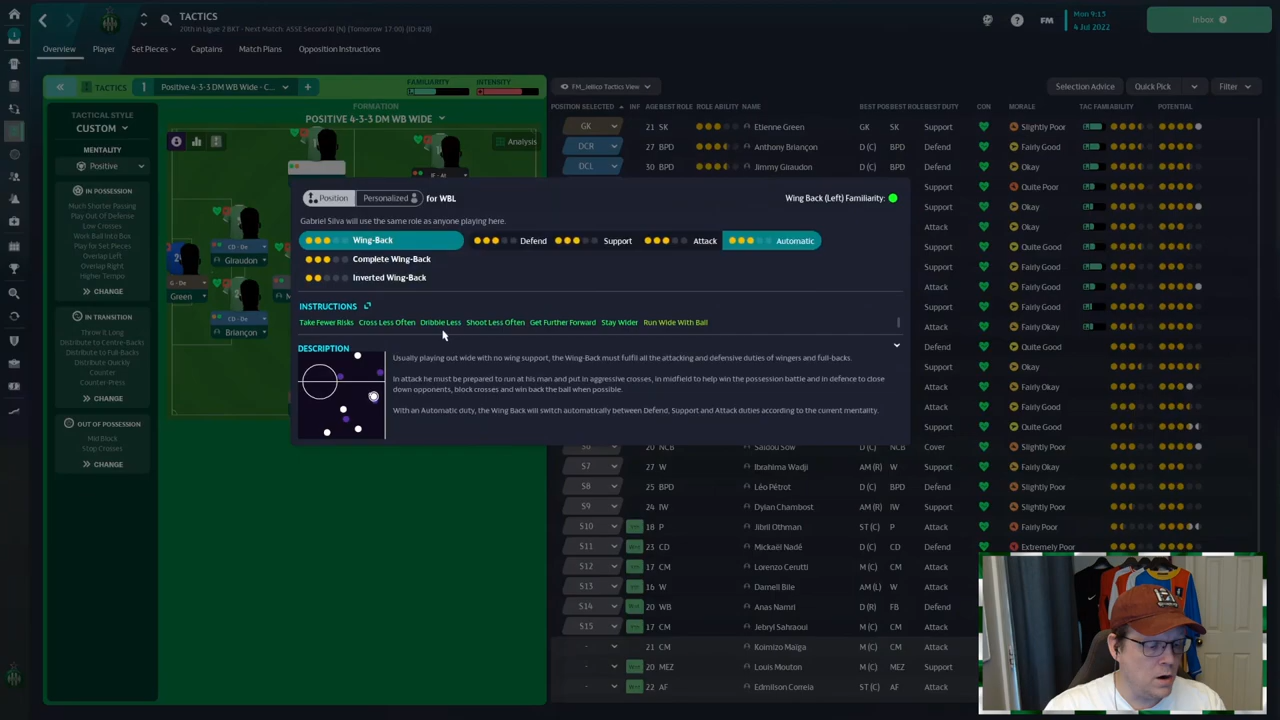 TACTICS
20th in Ligue 2 BKT - Next Match: ASSE Second XI (N) (Tomorrow 17:00) (ID:828)
FM
Mon 9:15
4 Jul 2022
Inbox
Overview
Player
Set Pieces
Captains
Match Plans
Opposition Instructions
TACTICS
1
Positive 4-3-3 DM WB Wide - C...
FAMILIARITY
INTENSITY
FM_Jellico Tactics View
Selection Advice
Quick Pick
Filter
TACTICAL STYLE
CUSTOM
MENTALITY
Positive
IN POSSESSION
Much Shorter Passing
Play Out Of Defense
Low Crosses
Work Ball Into Box
Play for Set Pieces
Overlap Left
Overlap Right
Higher Tempo
CHANGE
IN TRANSITION
Throw It Long
Distribute to Centre-Backs
Distribute to Full-Backs
Distribute Quickly
Counter
Counter-Press
CHANGE
OUT OF POSSESSION
Mid Block
Stop Crosses
CHANGE
FORMATION
POSITIVE 4-3-3 DM WB WIDE
Analysis
CD - De
Giraudon
G - De
Green
CD - De
Briançon
POSITION SELECTED INF AGE BEST ROLE ROLE ABILITY NAME BEST POS BEST ROLE BEST DUTY CON MORALE TAC FAM ABILITY POTENTIAL
GK 21 SK Etienne Green GK SK Support Slightly Poor
DCR 27 BPD Anthony Briançon D (C) BPD Defend Fairly Good
DCL 30 BPD Jimmy Giraudon D (C) BPD Defend Okay
Support Quite Poor
Attack Okay
Attack Fairly Good
Support Okay
Support Quite Good
Attack Fairly Good
Attack Fairly Good
Support Fairly Good
Attack Fairly Okay
Defend Quite Good
Defend Okay
Attack Fairly Good
Attack Fairly Good
Support Quite Good
Position
Personalized
for WBL
Wing Back (Left) Familiarity:
Gabriel Silva will use the same role as anyone playing here.
Wing-Back
Defend
Support
Attack
Automatic
Complete Wing-Back
Inverted Wing-Back
INSTRUCTIONS
Take Fewer Risks Cross Less Often Dribble Less Shoot Less Often Get Further Forward Stay Wider Run Wide With Ball
DESCRIPTION
Usually playing out wide with no wing support, the Wing-Back must fulfil all the attacking and defensive duties of wingers and full-backs.
In attack he must be prepared to run at his man and put in aggressive crosses, in midfield to help win the possession battle and in defence to close
down opponents, block crosses and win back the ball when possible.
With an Automatic duty, the Wing Back will switch automatically between Defend, Support and Attack duties according to the current mentality.
S6 20 NCB Saïdou Sow D (C) NCB Cover Slightly Poor
S7 27 W Ibrahima Wadji AM (R) W Support Fairly Okay
S8 25 BPD Léo Pétrot D (C) BPD Defend Slightly Poor
S9 24 IW Dylan Chambost AM (R) IW Support Slightly Poor
S10 18 P Jibril Othman ST (C) P Attack Fairly Poor
S11 23 CD Mickaël Nadé D (C) CD Defend Extremely Poor
S12 17 CM Lorenzo Cerutti M (C) CM Attack
S13 16 W Darnell Bile AM (L) W Support
S14 20 WB Anas Namri D (R) FB Defend
S15 17 CM Jebryl Sahraoui M (C) CM Support
- 21 CM Koimizo Maïga M (C) CM Attack
- 20 MEZ Louis Mouton M (C) MEZ Support
- 22 AF Edmilson Correia ST (C) AF Attack